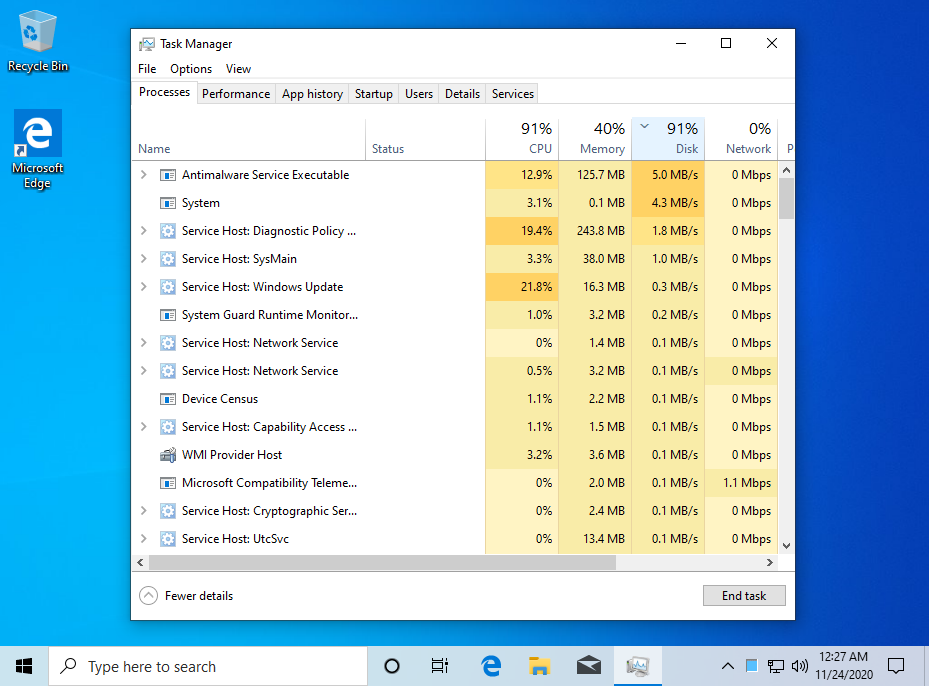 Recycle Bin
Microsoft
Edge
Task Manager
File Options View
Processes Performance App history Startup Users Details Services
91% 40% 91% 0%
Name Status CPU Memory Disk Network P
Antimalware Service Executable 12.9% 125.7 MB 5.0 MB/s 0 Mbps
System 3.1% 0.1 MB 4.3 MB/s 0 Mbps
Service Host: Diagnostic Policy ... 19.4% 243.8 MB 1.8 MB/s 0 Mbps
Service Host: SysMain 3.3% 38.0 MB 1.0 MB/s 0 Mbps
Service Host: Windows Update 21.8% 16.3 MB 0.3 MB/s 0 Mbps
System Guard Runtime Monitor... 1.0% 3.2 MB 0.2 MB/s 0 Mbps
Service Host: Network Service 0% 1.4 MB 0.1 MB/s 0 Mbps
Service Host: Network Service 0.5% 3.2 MB 0.1 MB/s 0 Mbps
Device Census 1.1% 2.2 MB 0.1 MB/s 0 Mbps
Service Host: Capability Access ... 1.1% 1.5 MB 0.1 MB/s 0 Mbps
WMI Provider Host 3.2% 3.6 MB 0.1 MB/s 0 Mbps
Microsoft Compatibility Teleme... 0% 2.0 MB 0.1 MB/s 1.1 Mbps
Service Host: Cryptographic Ser... 0% 2.4 MB 0.1 MB/s 0 Mbps
Service Host: UtcSvc 0% 13.4 MB 0.1 MB/s 0 Mbps
Fewer details End task
Type here to search
12:27 AM
11/24/2020